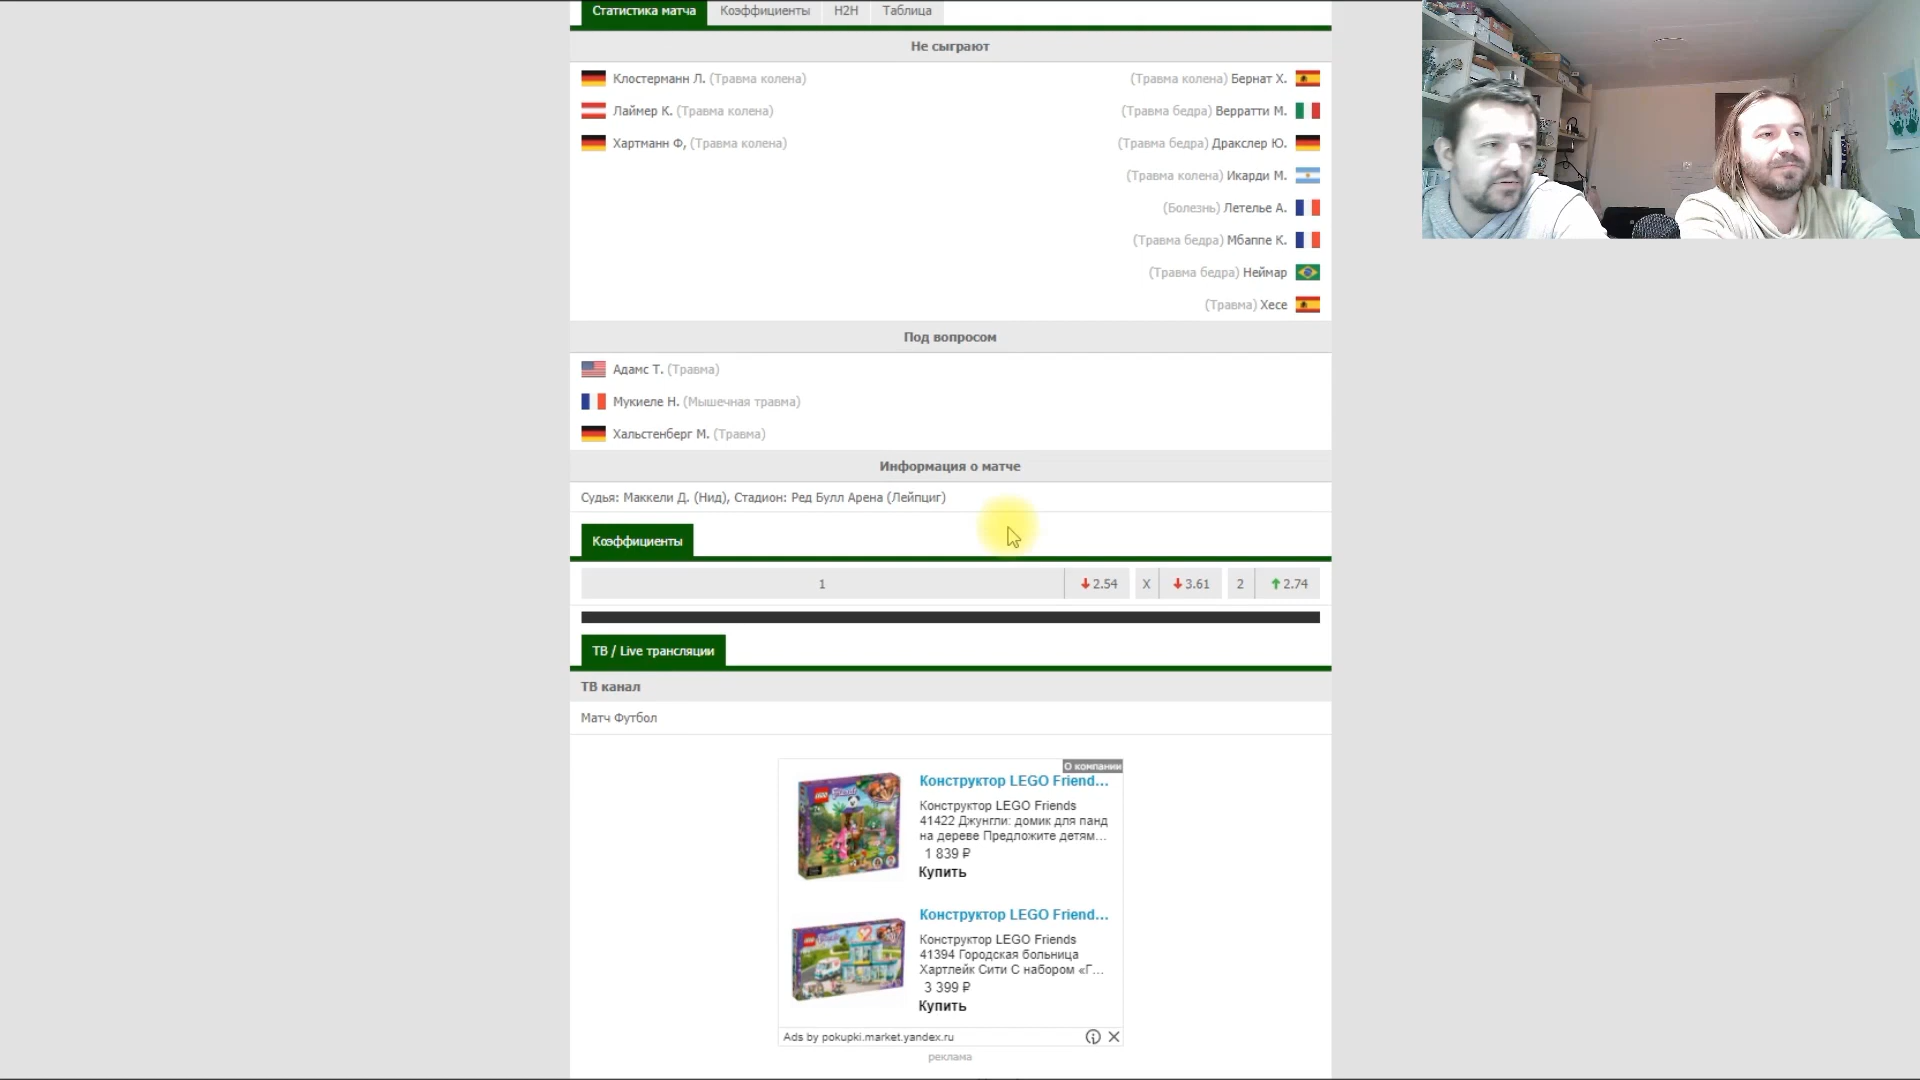 Статистика матча Коэффициенты H2H Таблица
Не сыграют
Клостерманн Л. (Травма колена) (Травма колена) Бернат Х.
Лаймер К. (Травма колена) (Травма бедра) Верратти М.
Хартманн Ф, (Травма колена) (Травма бедра) Дракслер Ю.
(Травма колена) Икарди М.
(Болезнь) Летелье А.
(Травма бедра) Мбаппе К.
(Травма бедра) Неймар
(Травма) Хесе
Под вопросом
Адамс Т. (Травма)
Мукиеле Н. (Мышечная травма)
Хальстенберг М. (Травма)
Информация о матче
Судья: Маккели Д. (Нид), Стадион: Ред Булл Арена (Лейпциг)
Коэффициенты
1 2.54 X 3.61 2 2.74
ТВ / Live трансляции
ТВ канал
Матч Футбол
О компании
Конструктор LEGO Friend...
Конструктор LEGO Friends
41422 Джунгли: домик для панд
на дереве Предложите детям...
1 839 ₽
Купить
Конструктор LEGO Friend...
Конструктор LEGO Friends
41394 Городская больница
Хартлейк Сити С набором «Г...
3 399 ₽
Купить
Ads by pokupki.market.yandex.ru
реклама